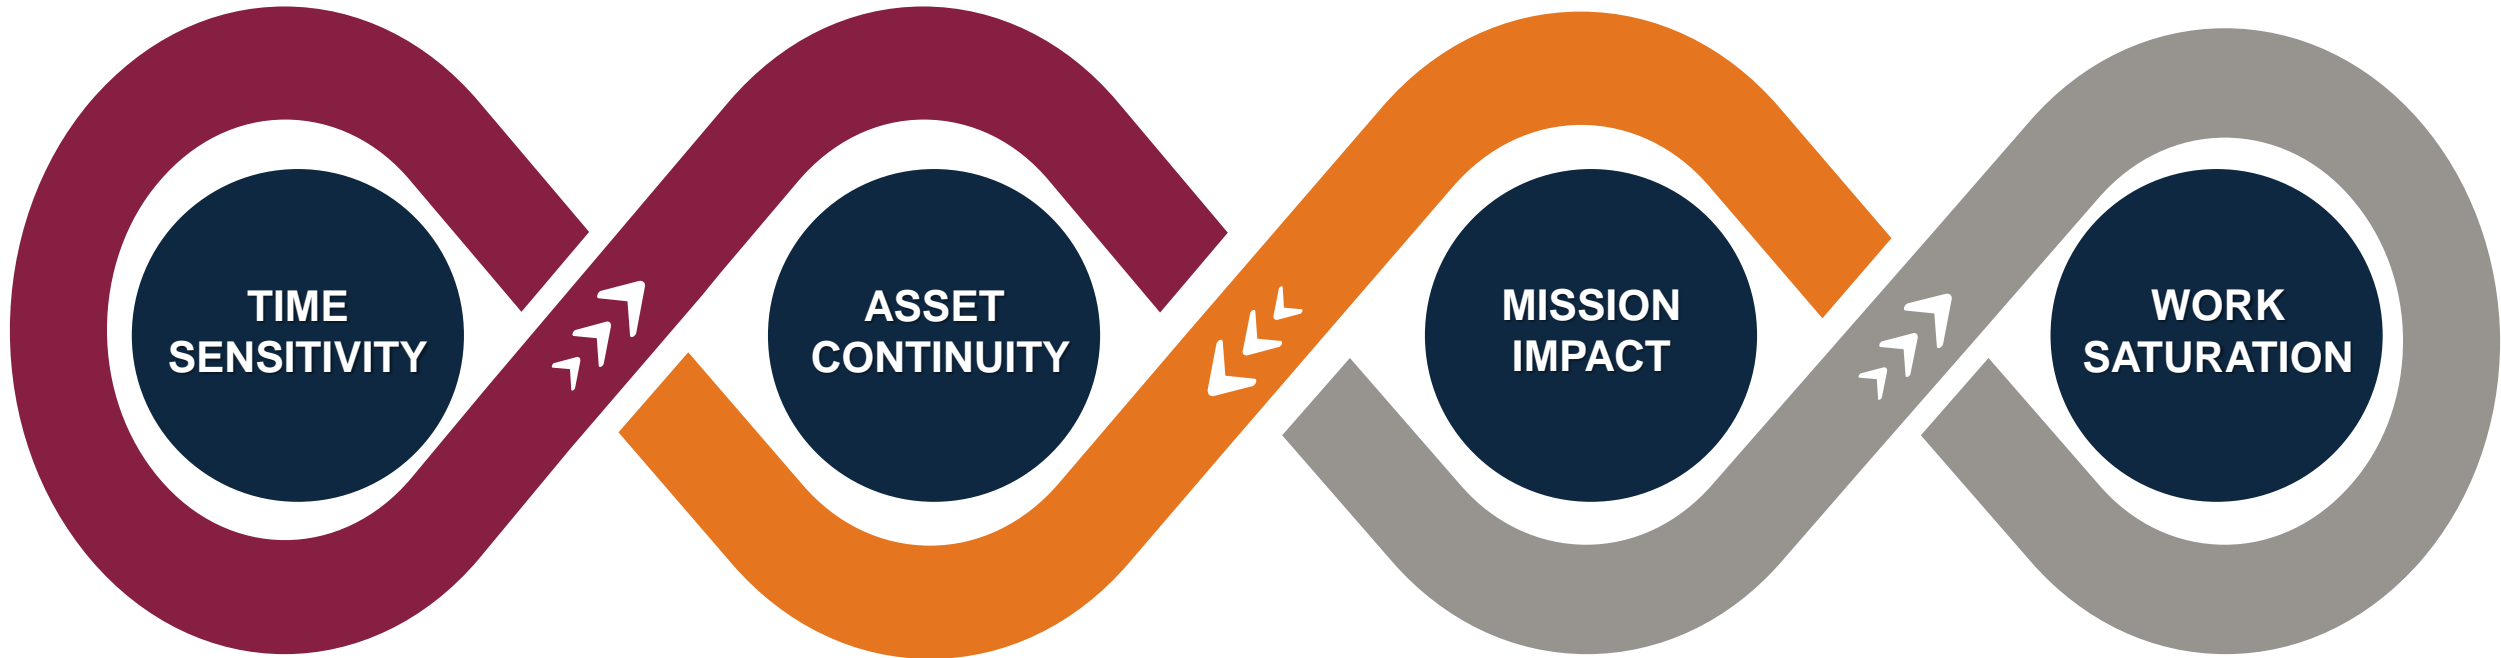 TIME
SENSITIVITY
ASSET
CONTINUITY
MISSION
IMPACT
WORK
SATURATION